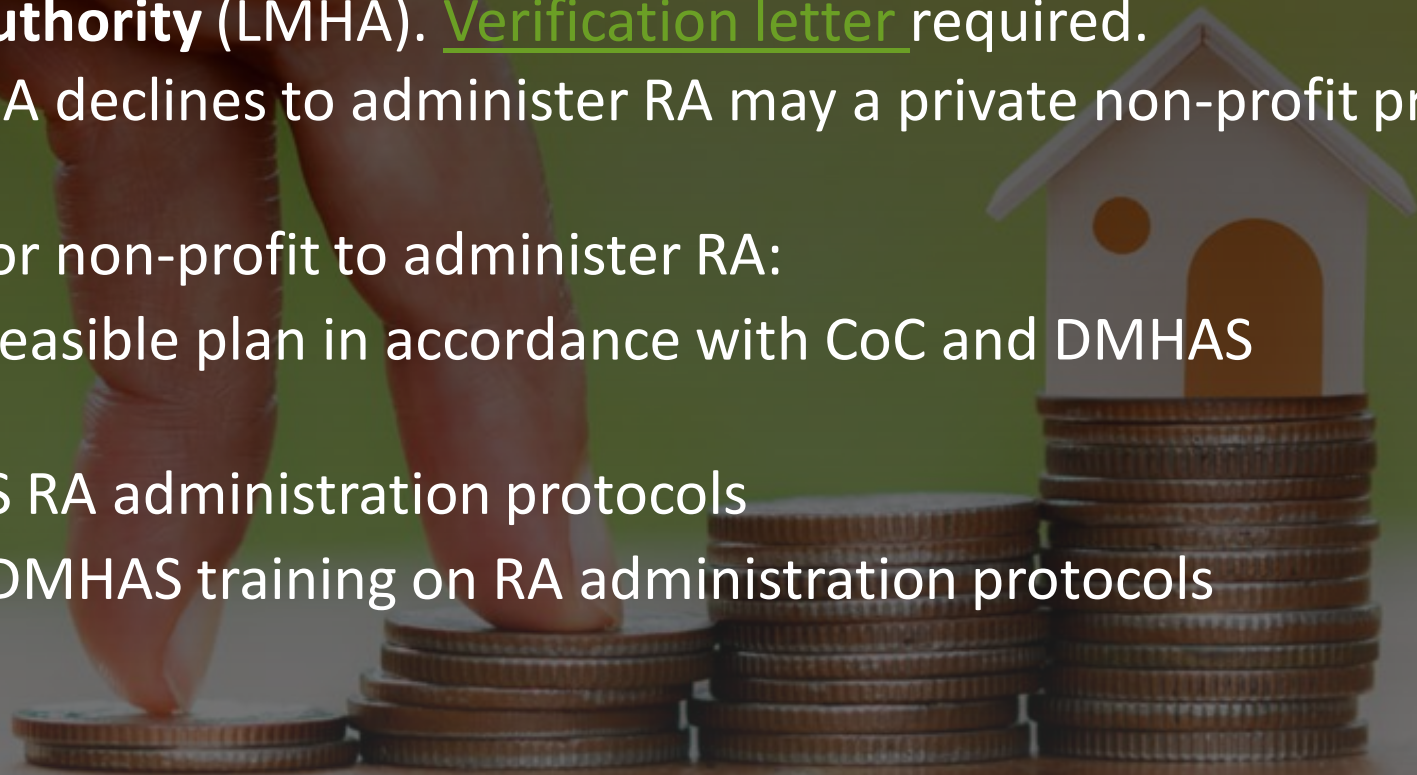 uthority (LMHA). Verification letter required.
A declines to administer RA may a private non-profit pr
or non-profit to administer RA:
easible plan in accordance with CoC and DMHAS
S RA administration protocols
DMHAS training on RA administration protocols